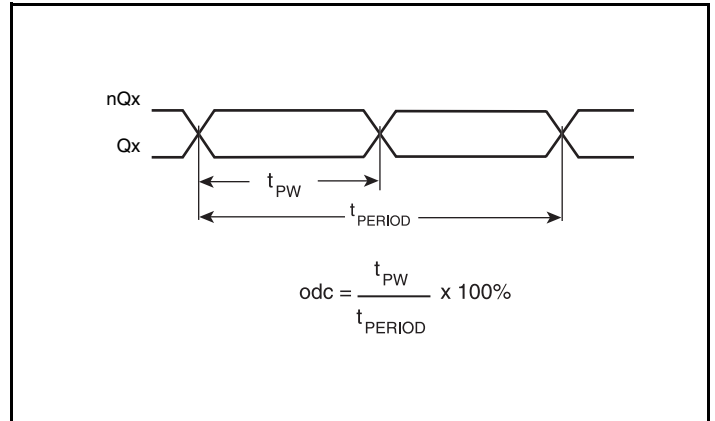 nQx
Qx
tPW
tPERIOD
odc = tPW / tPERIOD x 100%